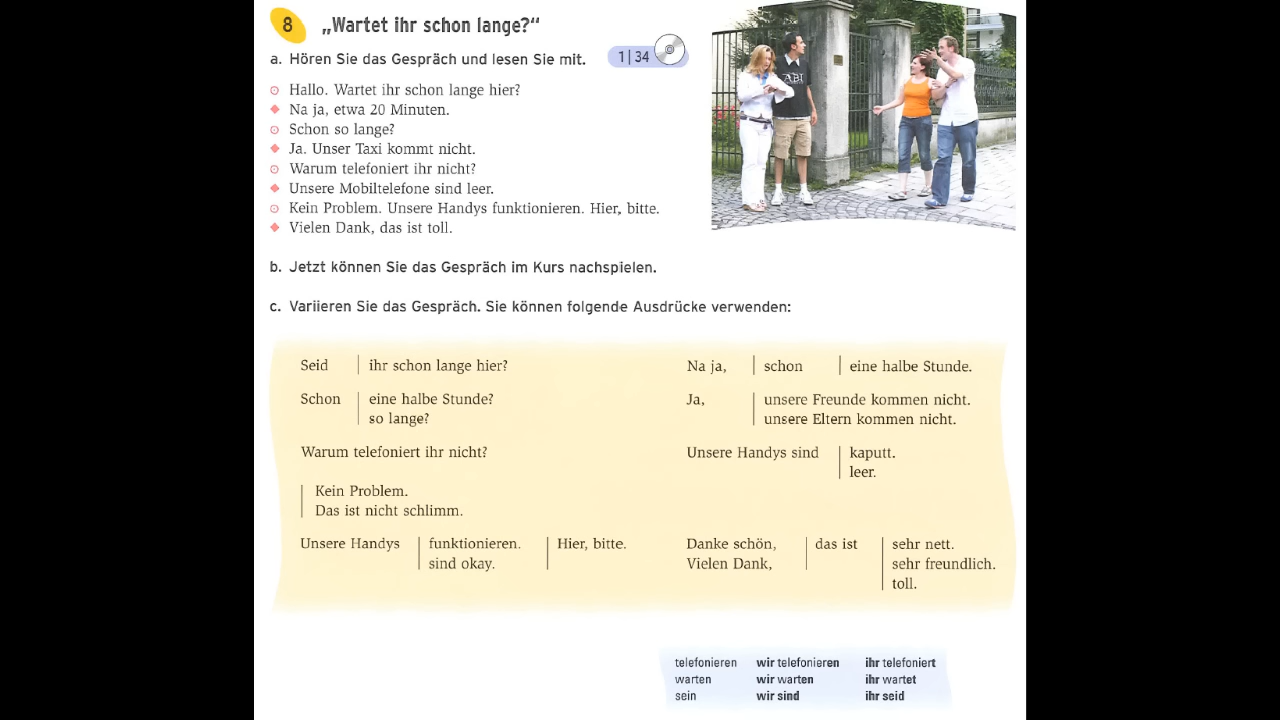 8 „Wartet ihr schon lange?“
a. Hören Sie das Gespräch und lesen Sie mit. 1|34
Hallo. Wartet ihr schon lange hier?
Na ja, etwa 20 Minuten.
Schon so lange?
Ja. Unser Taxi kommt nicht.
Warum telefoniert ihr nicht?
Unsere Mobiltelefone sind leer.
Kein Problem. Unsere Handys funktionieren. Hier, bitte.
Vielen Dank, das ist toll.
ABI
b. Jetzt können Sie das Gespräch im Kurs nachspielen.
c. Variieren Sie das Gespräch. Sie können folgende Ausdrücke verwenden:
Seid | ihr schon lange hier?
Na ja, | schon | eine halbe Stunde.
Schon | eine halbe Stunde?
so lange?
Ja, | unsere Freunde kommen nicht.
unsere Eltern kommen nicht.
Warum telefoniert ihr nicht?
Unsere Handys sind | kaputt.
leer.
Kein Problem.
Das ist nicht schlimm.
Unsere Handys | funktionieren. | Hier, bitte.
sind okay.
Danke schön, | das ist | sehr nett.
Vielen Dank, | sehr freundlich.
toll.
telefonieren wir telefonieren ihr telefoniert
warten wir warten ihr wartet
sein wir sind ihr seid